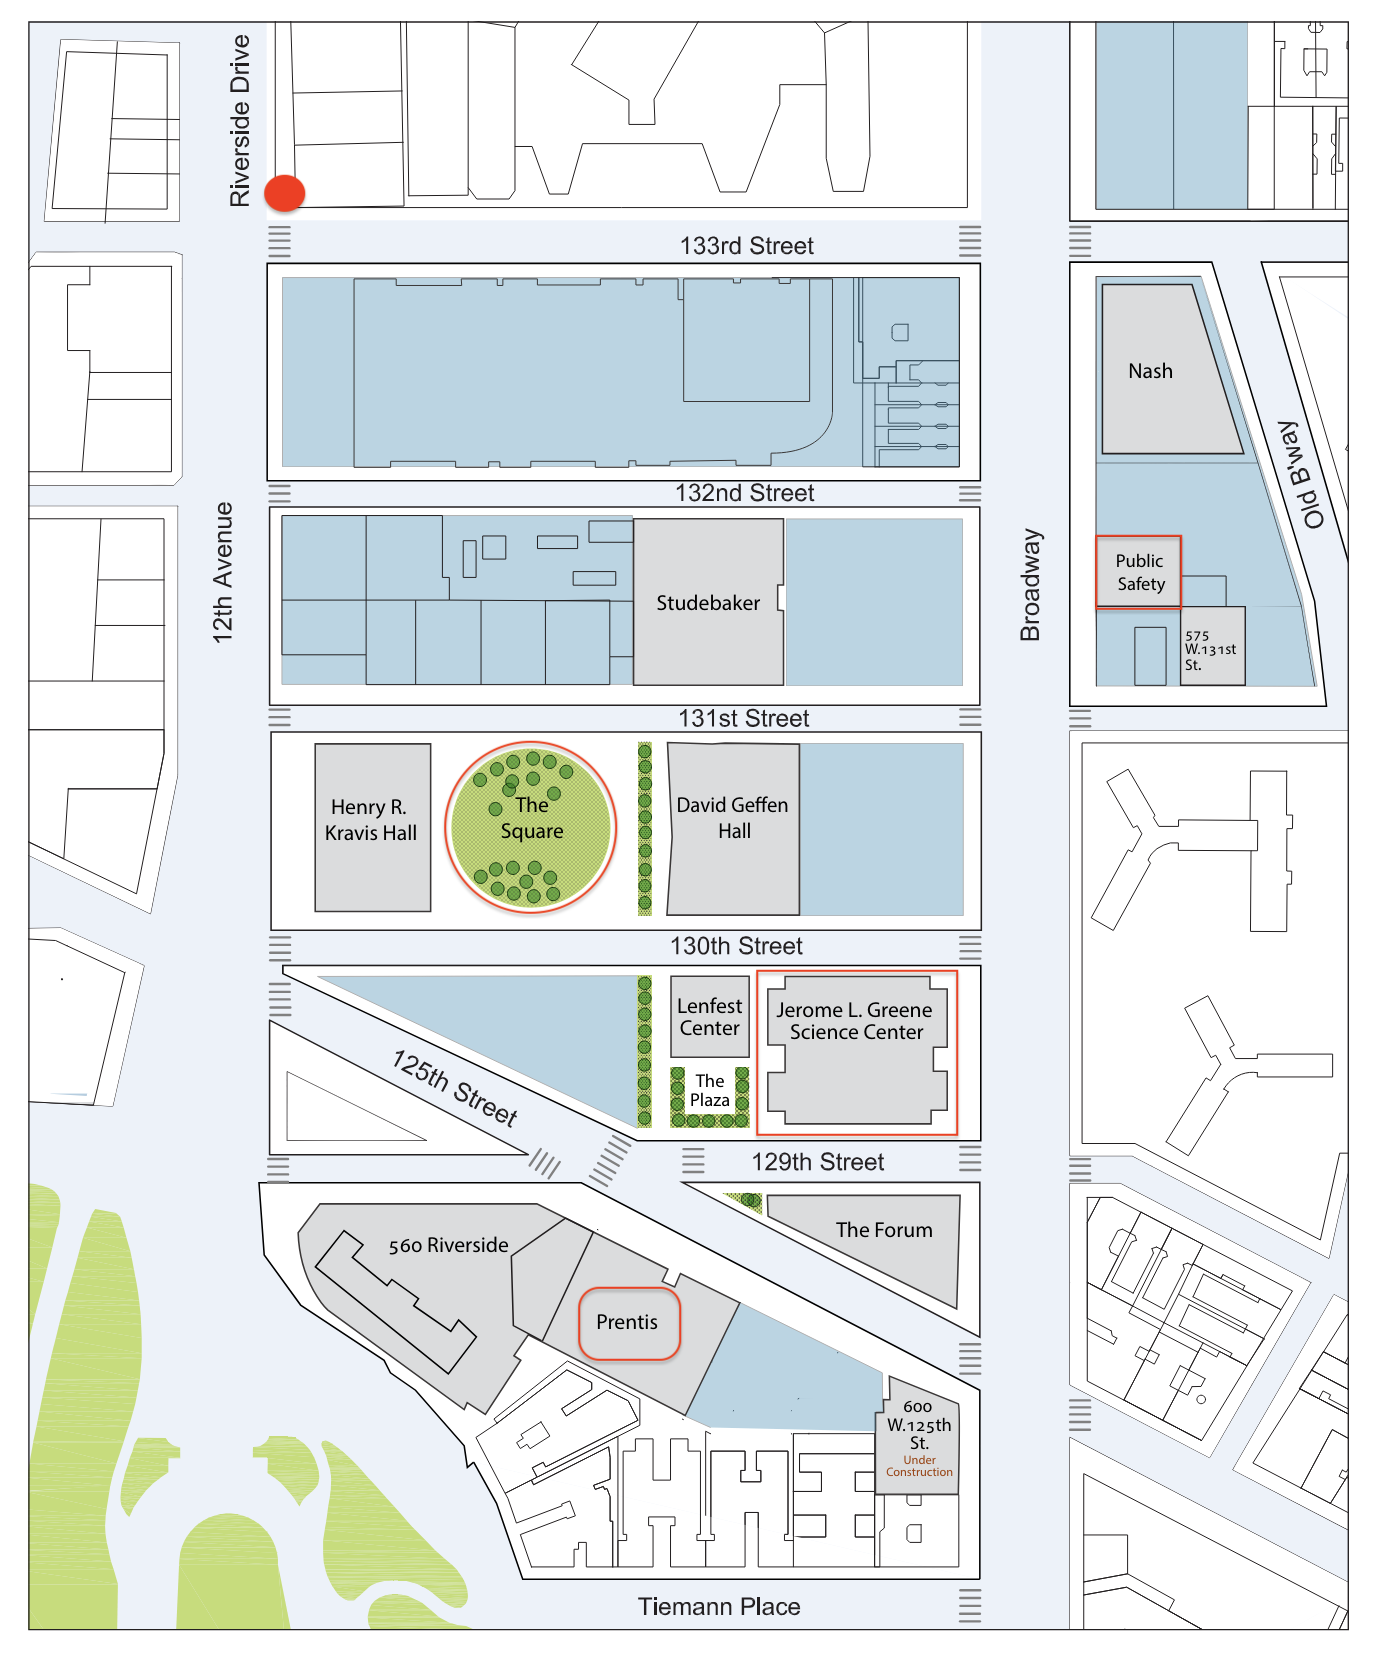 Riverside Drive
133rd Street
Nash
Old B'way
132nd Street
12th Avenue
Studebaker
Broadway
Public
Safety
575
W.131st
St.
131st Street
Henry R.
Kravis Hall
The
Square
David Geffen
Hall
130th Street
Lenfest
Center
Jerome L. Greene
Science Center
125th Street
The
Plaza
129th Street
560 Riverside
The Forum
Prentis
600
W.125th
St.
Under
Construction
Tiemann Place